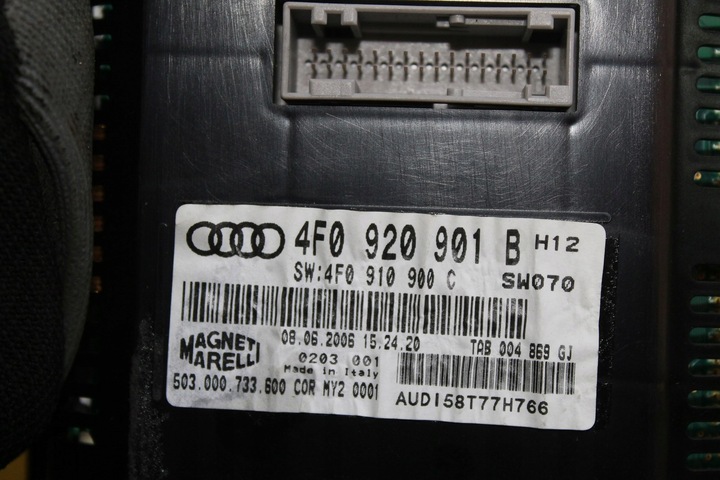 4F0 920 901 B H12
SW:4F0 910 900 C SW070
08.06.2006 15.24.20 TAB 004 869 GJ
MAGNETI
MARELLI
0203 001
Made in Italy
503.000.733.600 COR MY2 0001
AUDI58T77H766